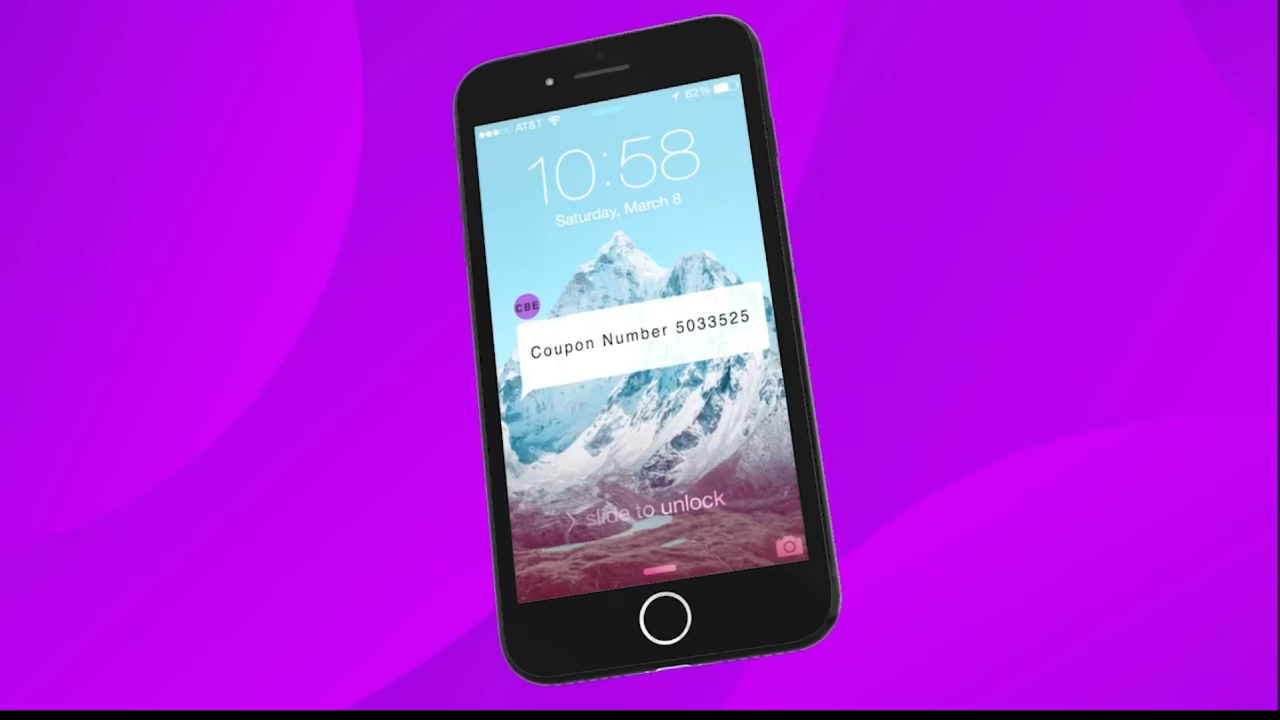 AT&T 62%
10:58
Saturday, March 8
CBE
Coupon Number 5033525
slide to unlock